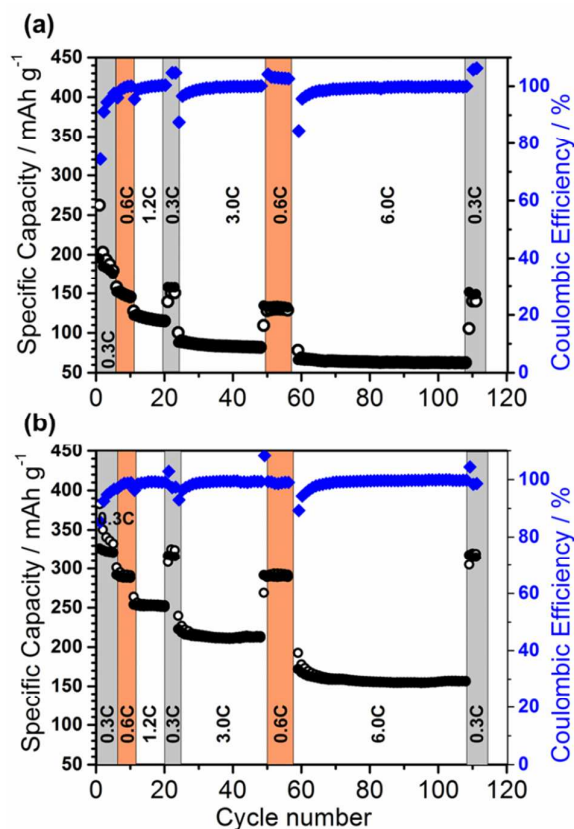 (a)
450
400
350
300
250
200
150
100
50
Specific Capacity / mAh g⁻¹
0.3C
0.6C
1.2C
0.3C
3.0C
0.6C
6.0C
0.3C
100
80
60
40
20
0
Coulombic Efficiency / %
0 20 40 60 80 100 120
(b)
450
400
350
300
250
200
150
100
50
Specific Capacity / mAh g⁻¹
0.3C
0.3C
0.6C
1.2C
0.3C
3.0C
0.6C
6.0C
0.3C
100
80
60
40
20
0
Coulombic Efficiency / %
0 20 40 60 80 100 120
Cycle number